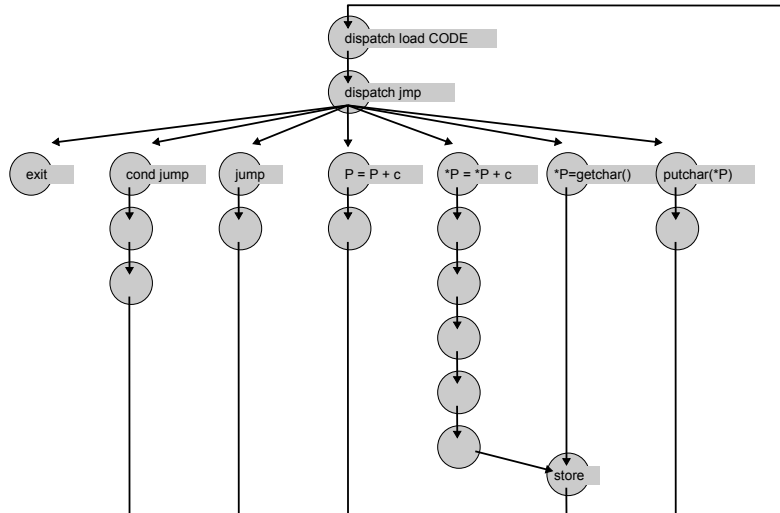 dispatch load CODE
dispatch jmp
exit
cond jump
jump
P = P + c
*P = *P + c
*P=getchar()
putchar(*P)
store